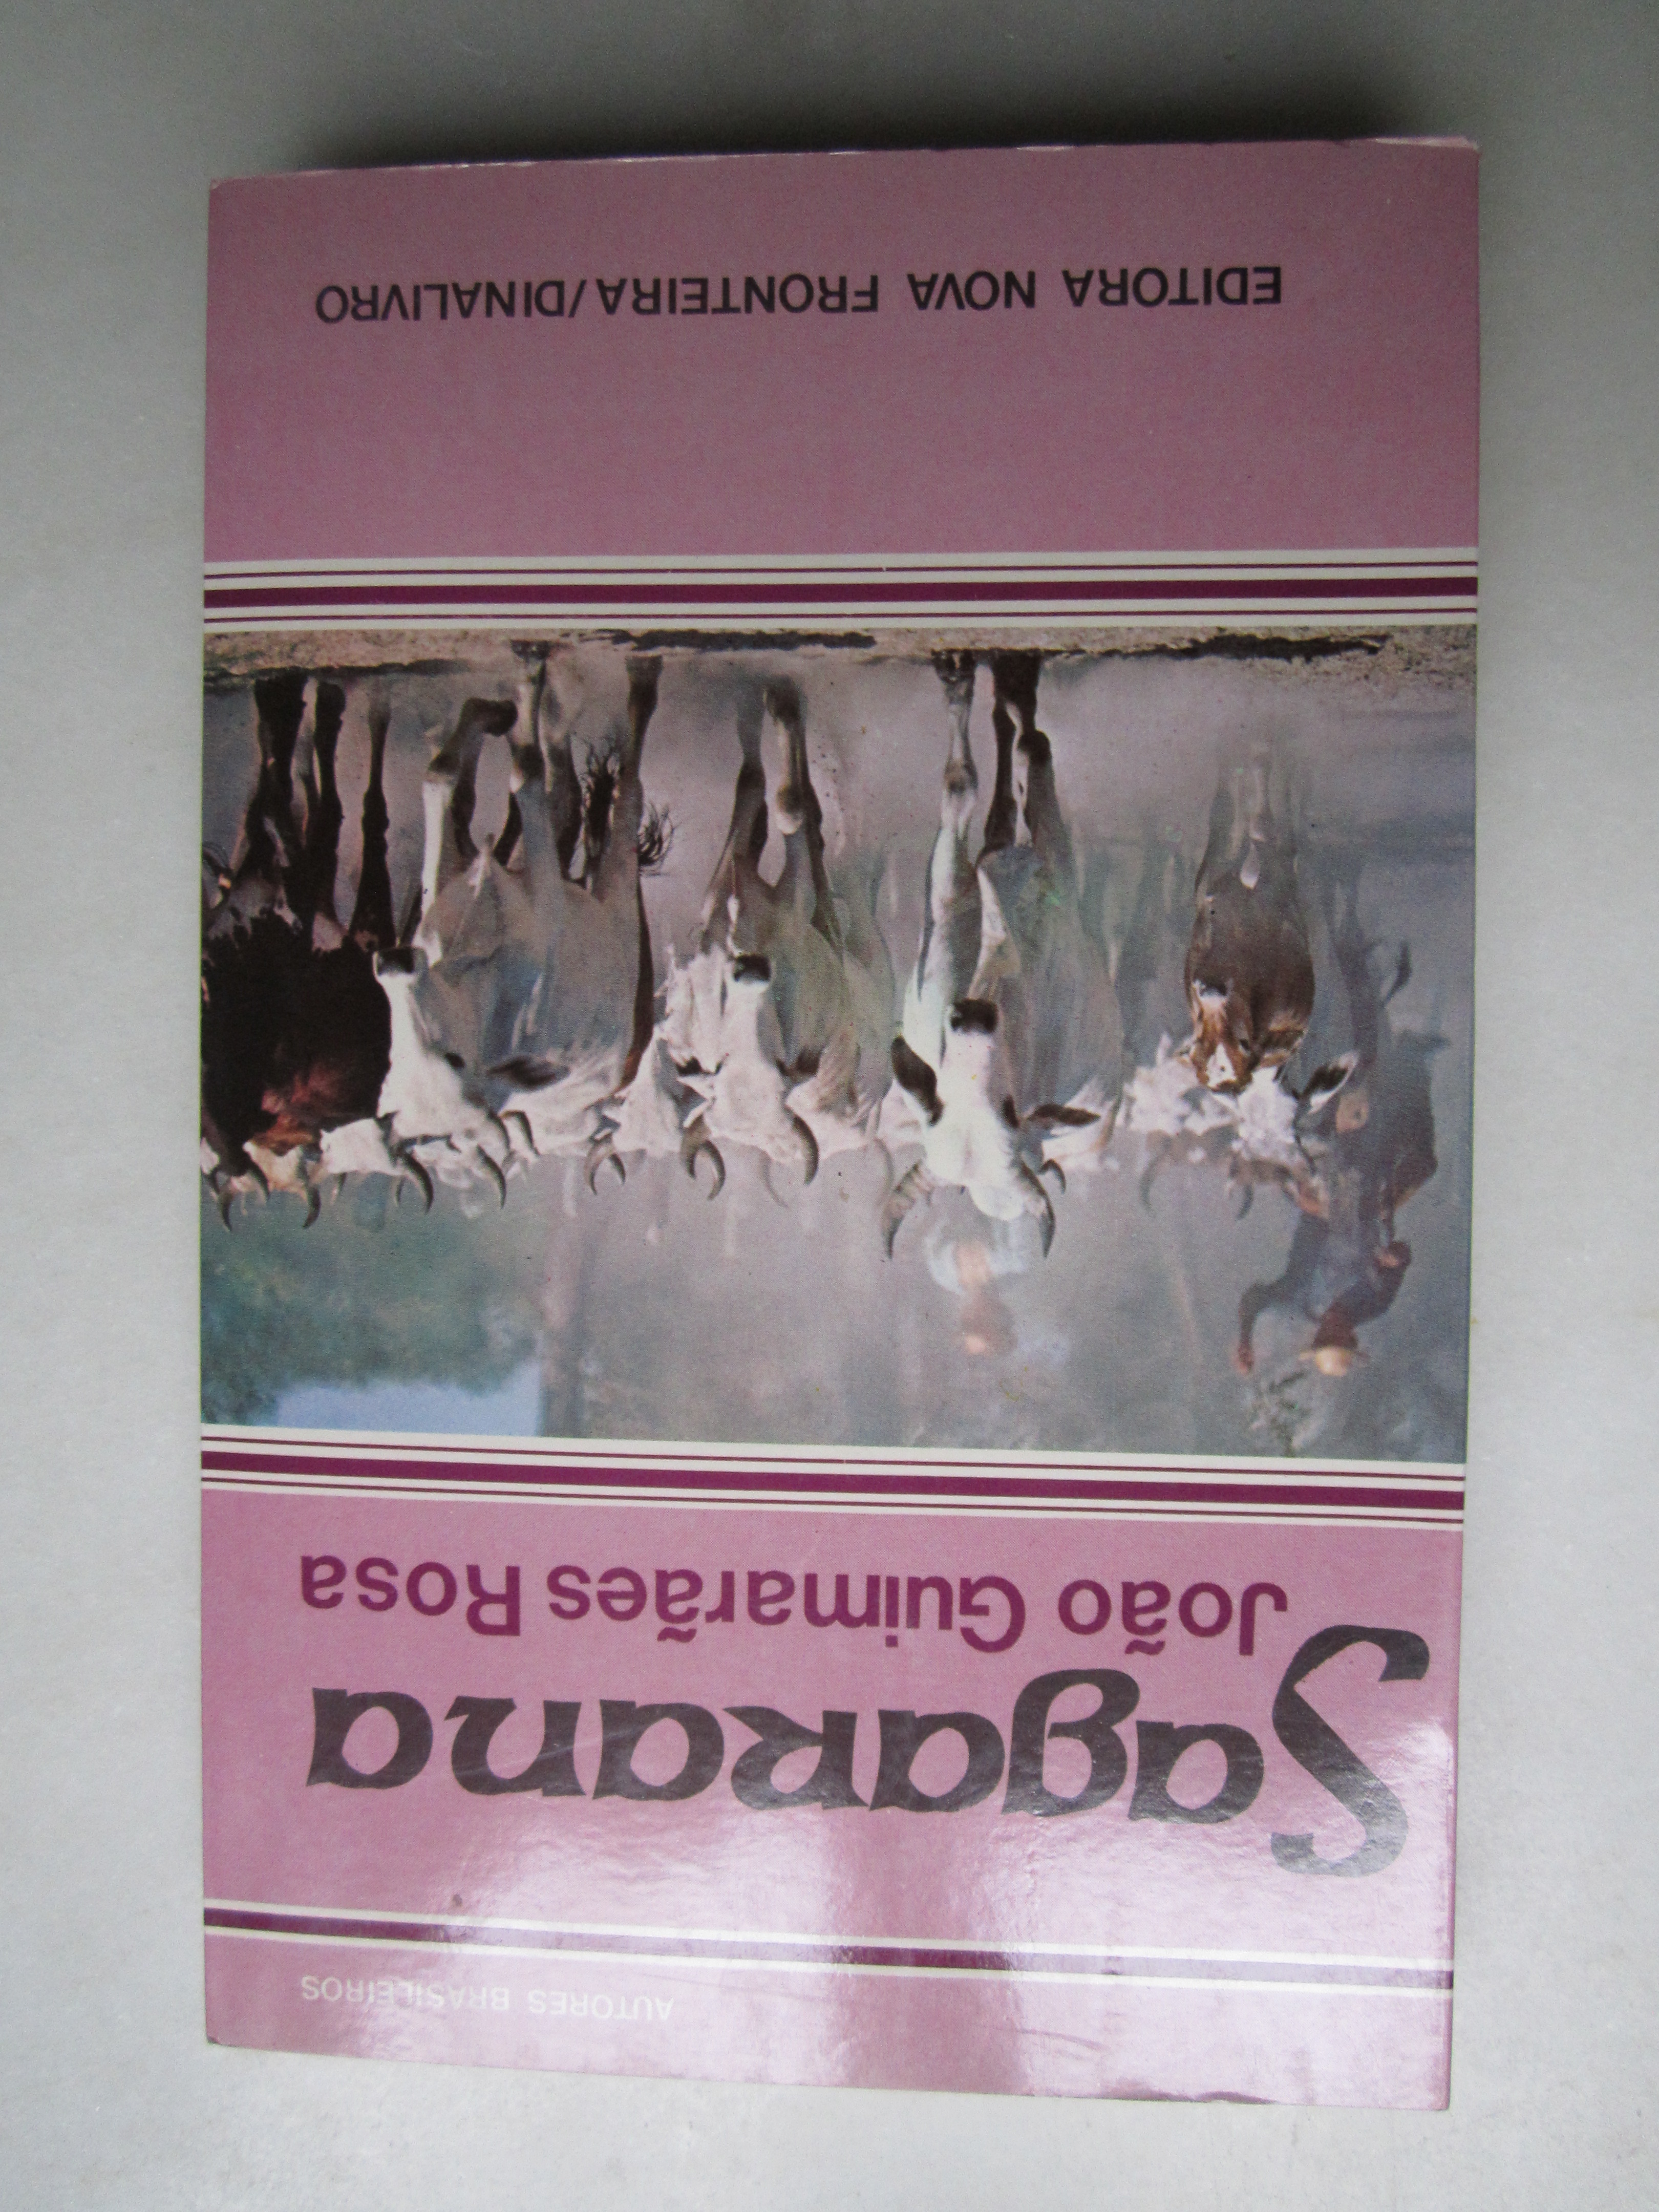 AUTORES BRASILEIROS
Sagarana
João Guimarães Rosa
EDITORA NOVA FRONTEIRA/DINALIVRO